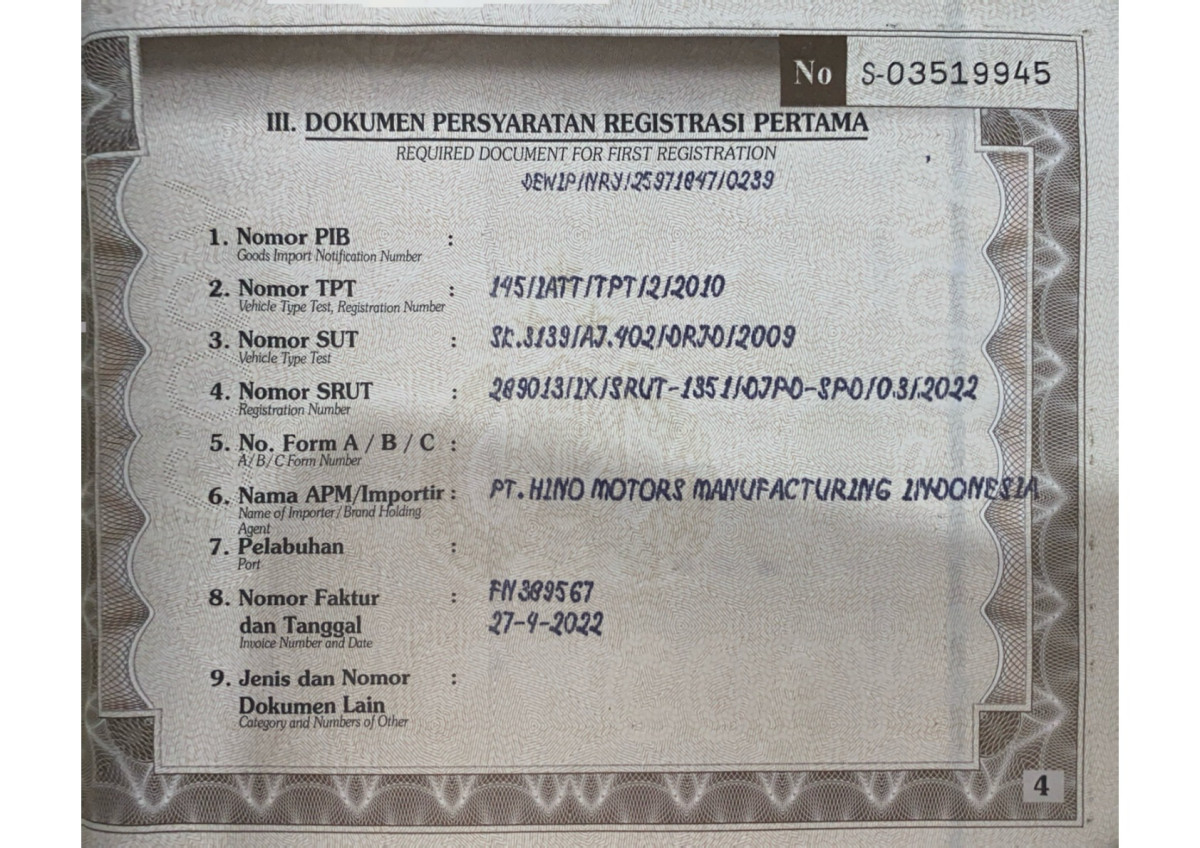 No S-03519945
III. DOKUMEN PERSYARATAN REGISTRASI PERTAMA
REQUIRED DOCUMENT FOR FIRST REGISTRATION
DEWIP/NRY/25971847/0239
1. Nomor PIB :
Goods Import Notification Number
2. Nomor TPT : 145/IATT/TPT/2/2010
Vehicle Type Test, Registration Number
3. Nomor SUT : SK.3139/AJ.402/DRJD/2009
Vehicle Type Test
4. Nomor SRUT : 289013/IX/SRUT-1351/DJPD-SPD/03/2022
Registration Number
5. No. Form A / B / C :
A/B/C Form Number
6. Nama APM/Importir : PT. HINO MOTORS MANUFACTURING INDONESIA
Name of Importer/Brand Holding
Agent
7. Pelabuhan :
Port
8. Nomor Faktur : FN389567
dan Tanggal 27-4-2022
Invoice Number and Date
9. Jenis dan Nomor :
Dokumen Lain
Category and Numbers of Other
4